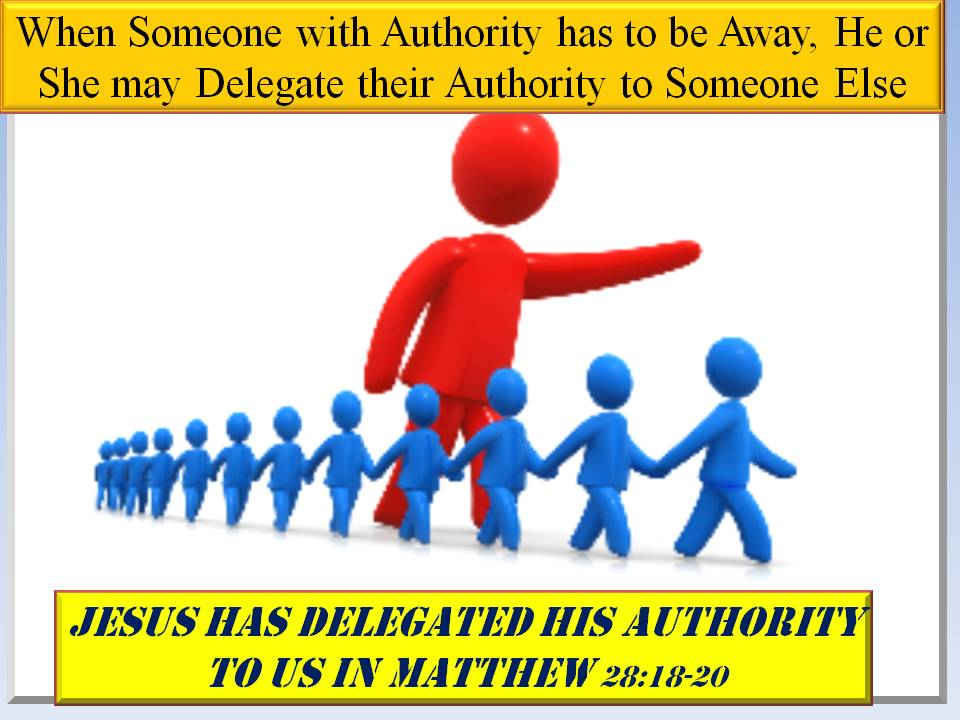 When Someone with Authority has to be Away, He or
She may Delegate their Authority to Someone Else
JESUS HAS DELEGATED HIS AUTHORITY
TO US IN MATTHEW 28:18-20